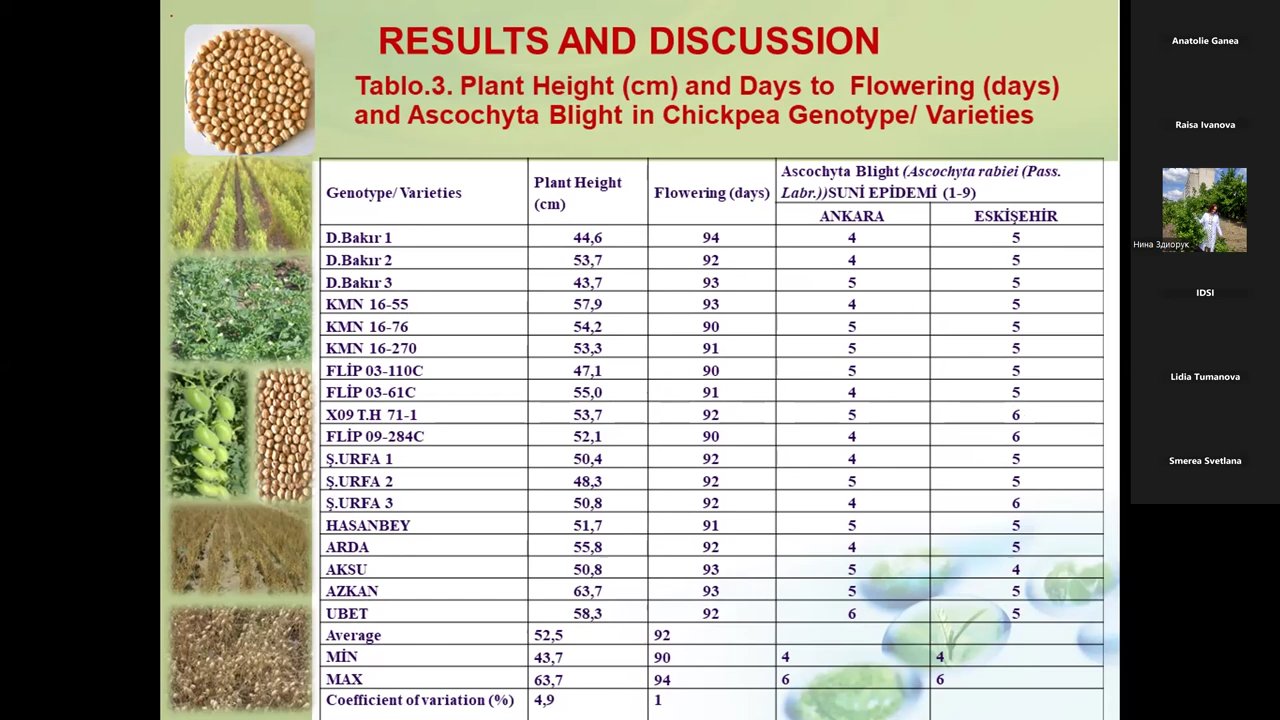 RESULTS AND DISCUSSION
Tablo.3. Plant Height (cm) and Days to Flowering (days)
and Ascochyta Blight in Chickpea Genotype/ Varieties
Genotype/ Varieties
Plant Height
(cm)
Flowering (days)
Ascochyta Blight (Ascochyta rabiei (Pass.
Labr.))SUNİ EPİDEMİ (1-9)
ANKARA ESKİŞEHİR
D.Bakır 1 44,6 94 4 5
D.Bakır 2 53,7 92 4 5
D.Bakır 3 43,7 93 5 5
KMN 16-55 57,9 93 4 5
KMN 16-76 54,2 90 5 5
KMN 16-270 53,3 91 5 5
FLİP 03-110C 47,1 90 5 5
FLİP 03-61C 55,0 91 4 5
X09 T.H 71-1 53,7 92 5 6
FLİP 09-284C 52,1 90 4 6
Ş.URFA 1 50,4 92 4 5
Ş.URFA 2 48,3 92 5 5
Ş.URFA 3 50,8 92 4 6
HASANBEY 51,7 91 5 5
ARDA 55,8 92 4 5
AKSU 50,8 93 5 4
AZKAN 63,7 93 5 5
UBET 58,3 92 6 5
Average 52,5 92
MİN 43,7 90 4 4
MAX 63,7 94 6 6
Coefficient of variation (%) 4,9 1
Anatolie Ganea
Raisa Ivanova
Нина Здиорук
IDSI
Lidia Tumanova
Smerea Svetlana